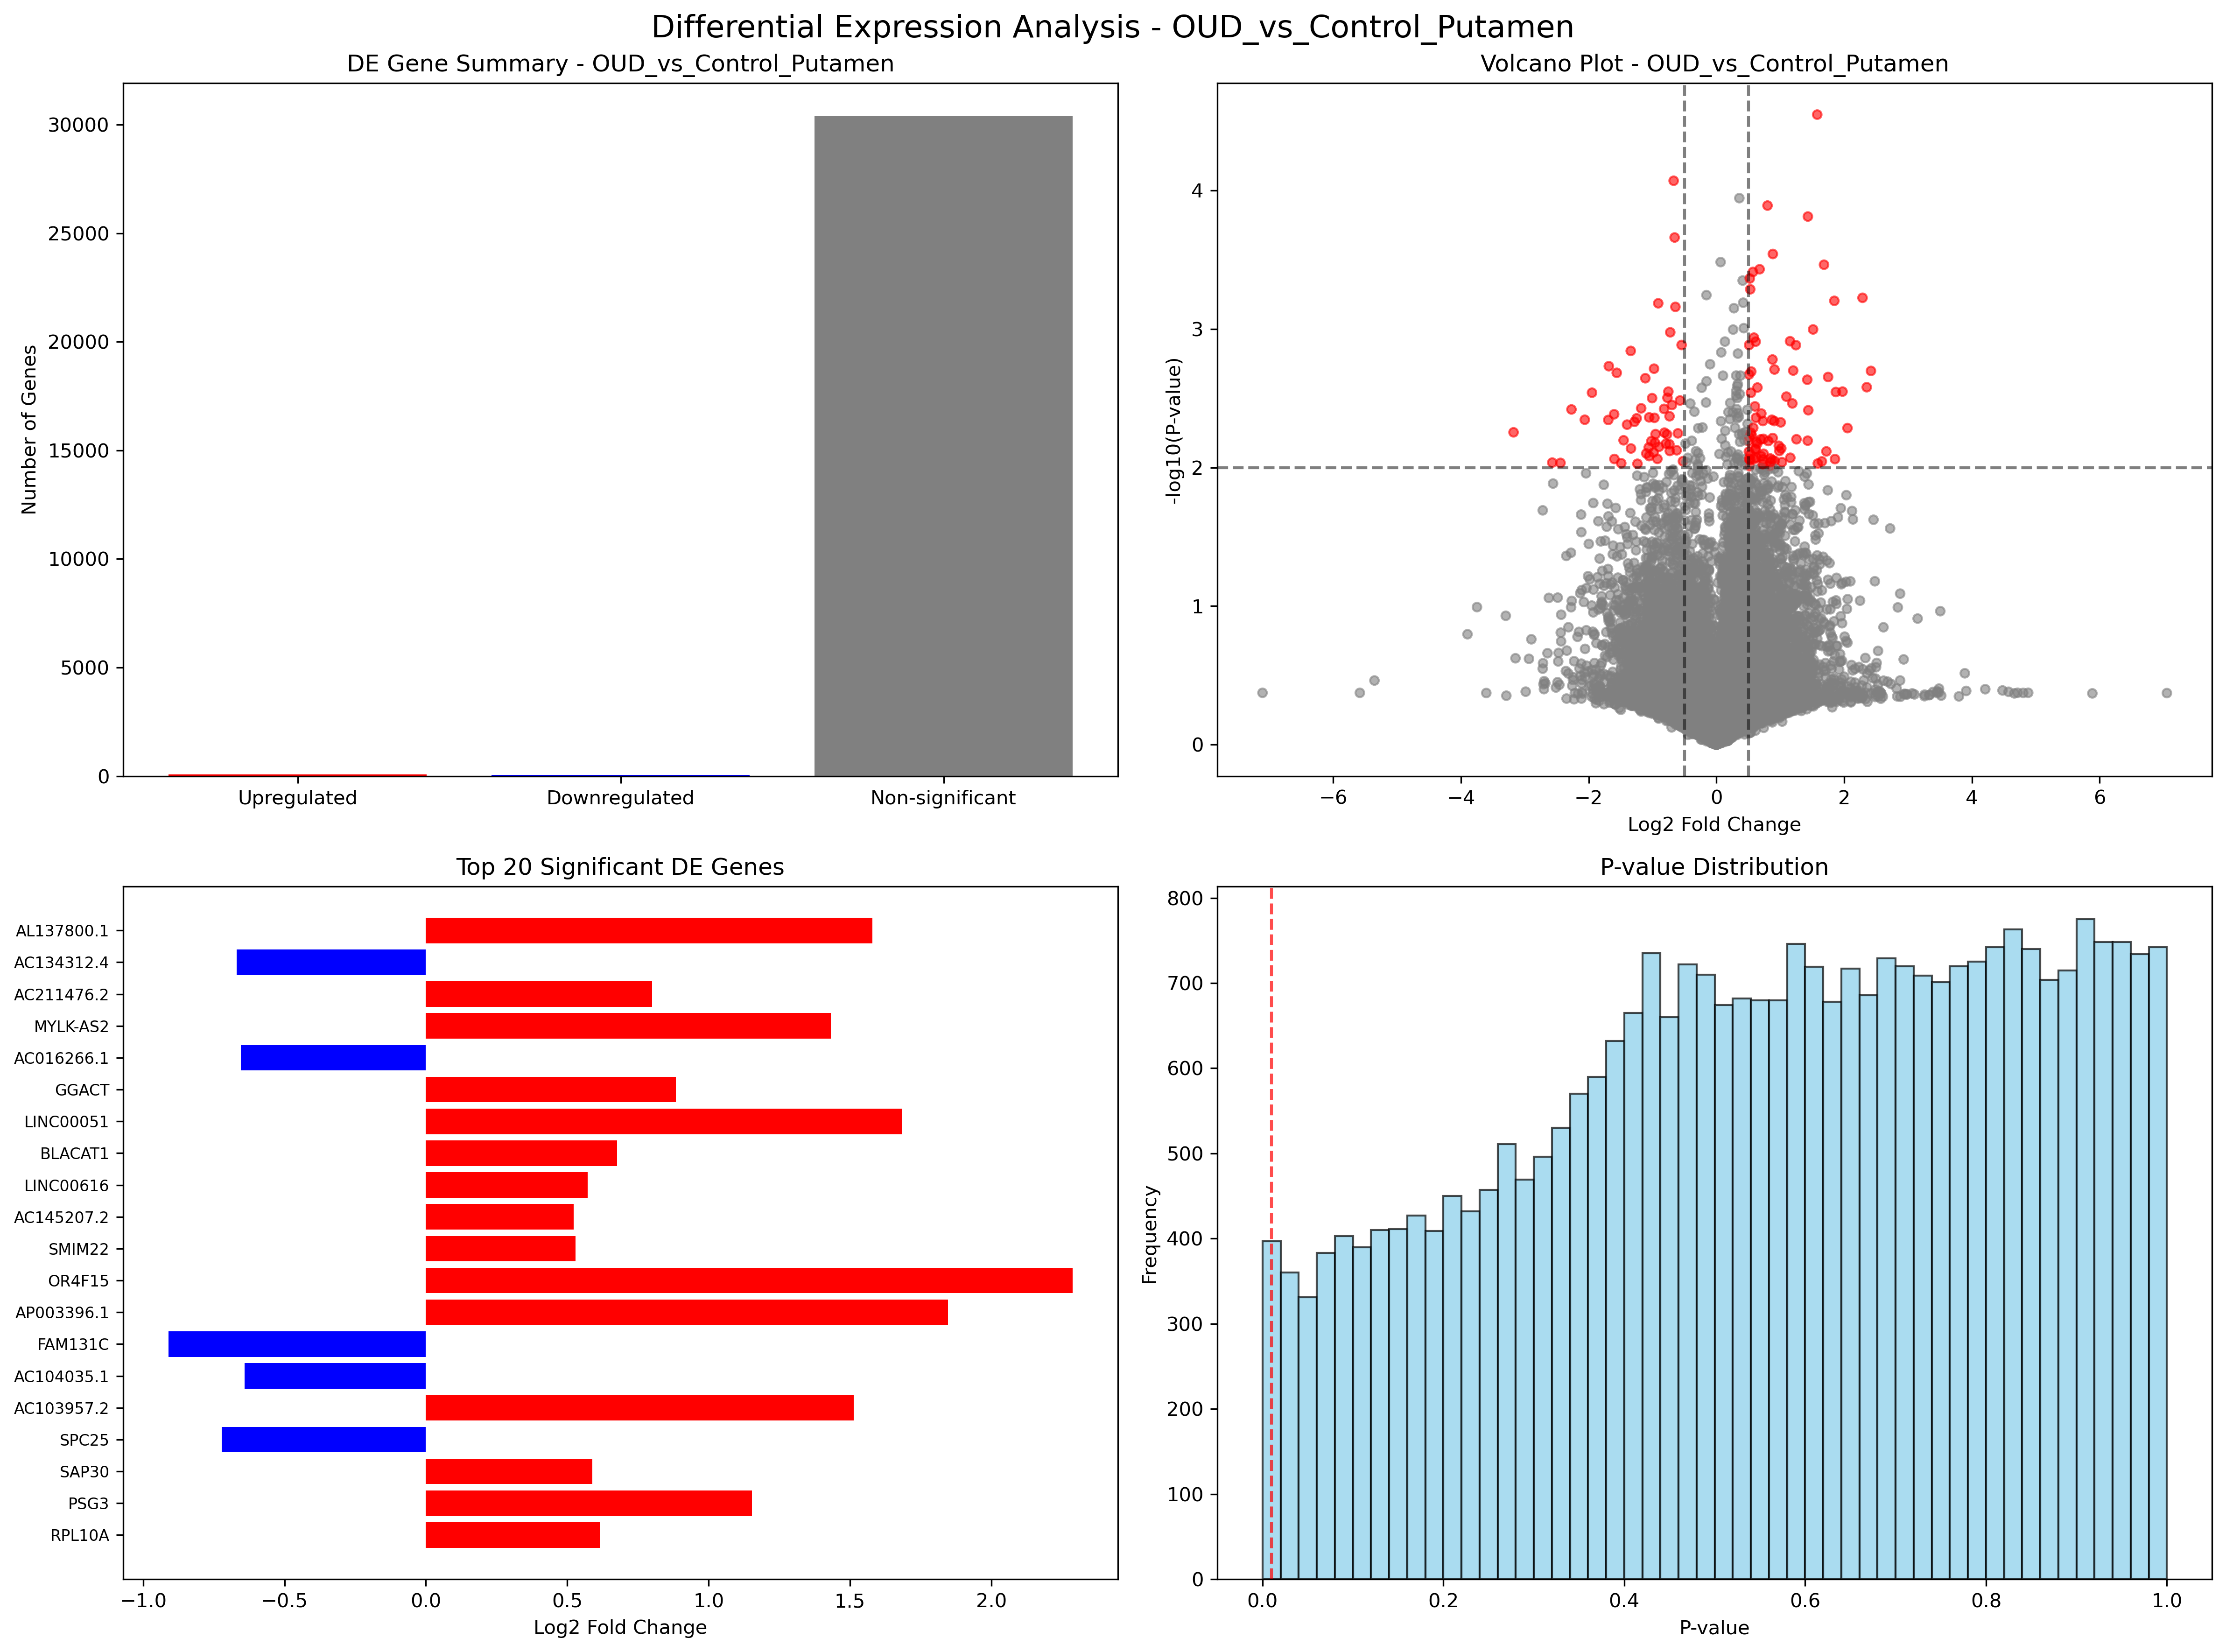 Differential Expression Analysis - OUD_vs_Control_Putamen
DE Gene Summary - OUD_vs_Control_Putamen
Number of Genes
30000
25000
20000
15000
10000
5000
0
Upregulated
Downregulated
Non-significant
Volcano Plot - OUD_vs_Control_Putamen
-log10(P-value)
4
3
2
1
0
−6
−4
−2
0
2
4
6
Log2 Fold Change
Top 20 Significant DE Genes
AL137800.1
AC134312.4
AC211476.2
MYLK-AS2
AC016266.1
GGACT
LINC00051
BLACAT1
LINC00616
AC145207.2
SMIM22
OR4F15
AP003396.1
FAM131C
AC104035.1
AC103957.2
SPC25
SAP30
PSG3
RPL10A
−1.0
−0.5
0.0
0.5
1.0
1.5
2.0
Log2 Fold Change
P-value Distribution
Frequency
800
700
600
500
400
300
200
100
0
0.0
0.2
0.4
0.6
0.8
1.0
P-value